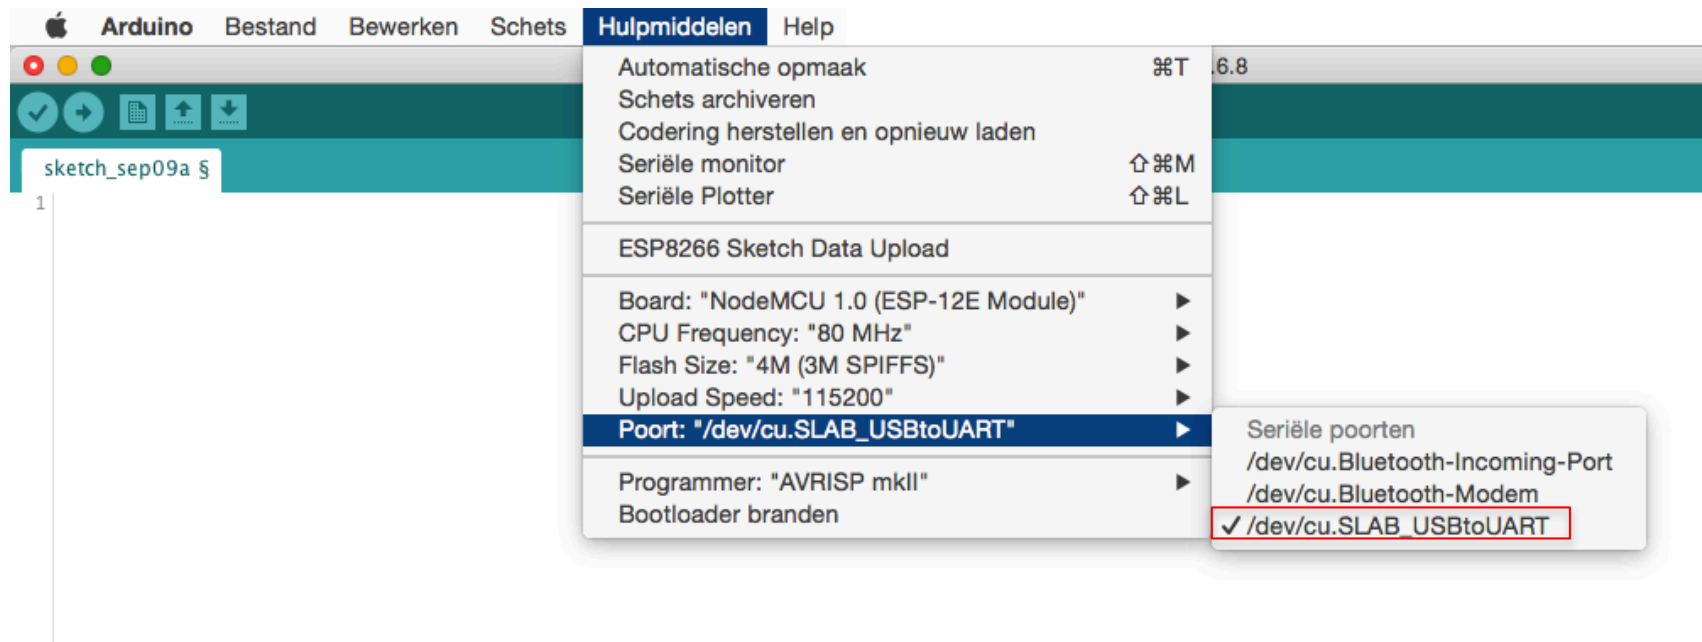 Arduino Bestand Bewerken Schets Hulpmiddelen Help
.6.8
sketch_sep09a §
1
Automatische opmaak ⌘T
Schets archiveren
Codering herstellen en opnieuw laden
Seriële monitor ⇧⌘M
Seriële Plotter ⇧⌘L
ESP8266 Sketch Data Upload
Board: "NodeMCU 1.0 (ESP-12E Module)"
CPU Frequency: "80 MHz"
Flash Size: "4M (3M SPIFFS)"
Upload Speed: "115200"
Poort: "/dev/cu.SLAB_USBtoUART"
Programmer: "AVRISP mkII"
Bootloader branden
Seriële poorten
/dev/cu.Bluetooth-Incoming-Port
/dev/cu.Bluetooth-Modem
✓ /dev/cu.SLAB_USBtoUART